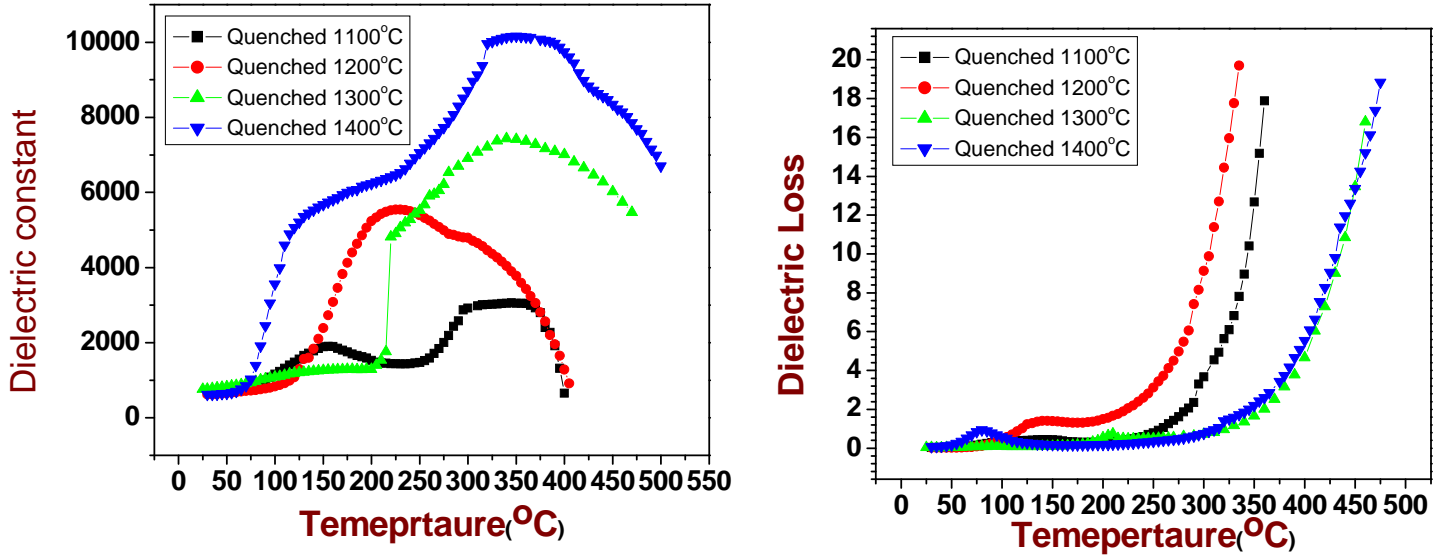 Quenched 1100°C
Quenched 1200°C
Quenched 1300°C
Quenched 1400°C
10000
8000
6000
4000
2000
0
Dielectric constant
0 50 100 150 200 250 300 350 400 450 500 550
Temeprtaure(°C)
Quenched 1100°C
Quenched 1200°C
Quenched 1300°C
Quenched 1400°C
20
18
16
14
12
10
8
6
4
2
0
Dielectric Loss
0 50 100 150 200 250 300 350 400 450 500
Temepertaure(°C)